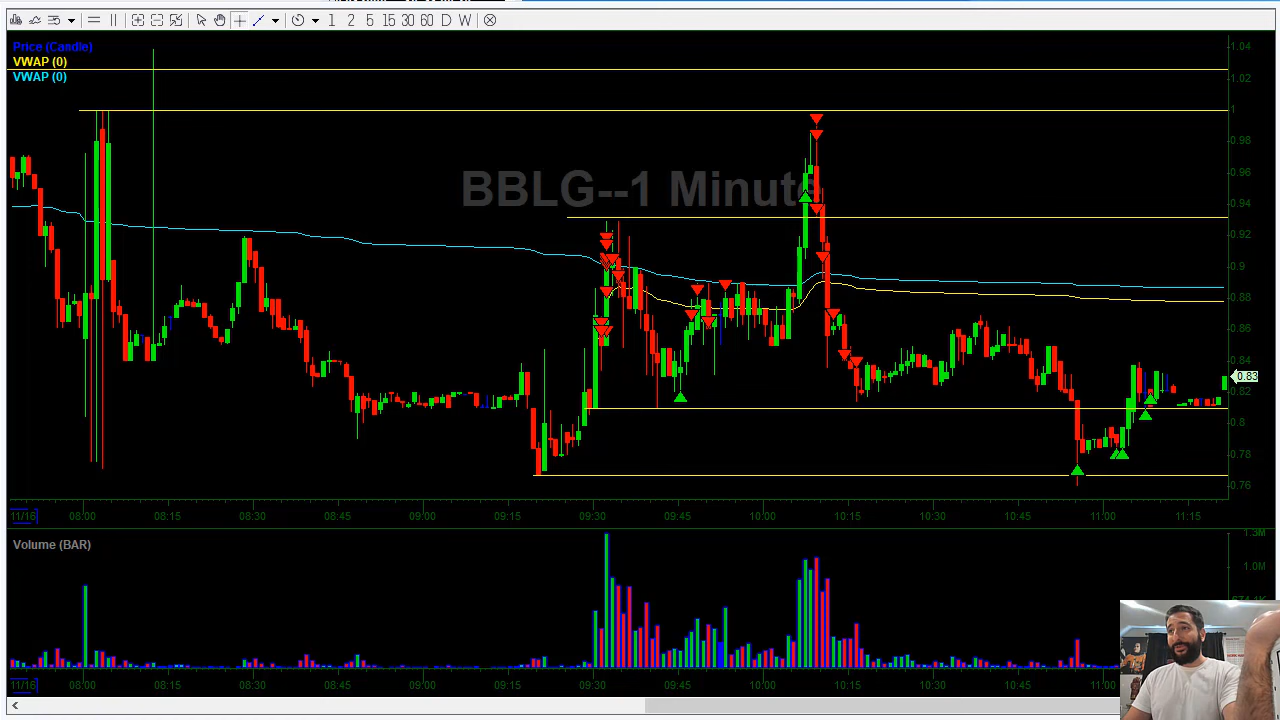 1 2 5 15 30 60 D W
Price (Candle)
VWAP (0)
VWAP (0)
BBLG--1 Minute
1.04
1.02
1
0.98
0.96
0.94
0.92
0.9
0.88
0.86
0.84
0.83
0.82
0.8
0.78
0.76
11/16 08:00 08:15 08:30 08:45 09:00 09:15 09:30 09:45 10:00 10:15 10:30 10:45 11:00 11:15
Volume (BAR)
1.3M
1.0M
11/16 08:00 08:15 08:30 08:45 09:00 09:15 09:30 09:45 10:00 10:15 10:30 10:45 11:00